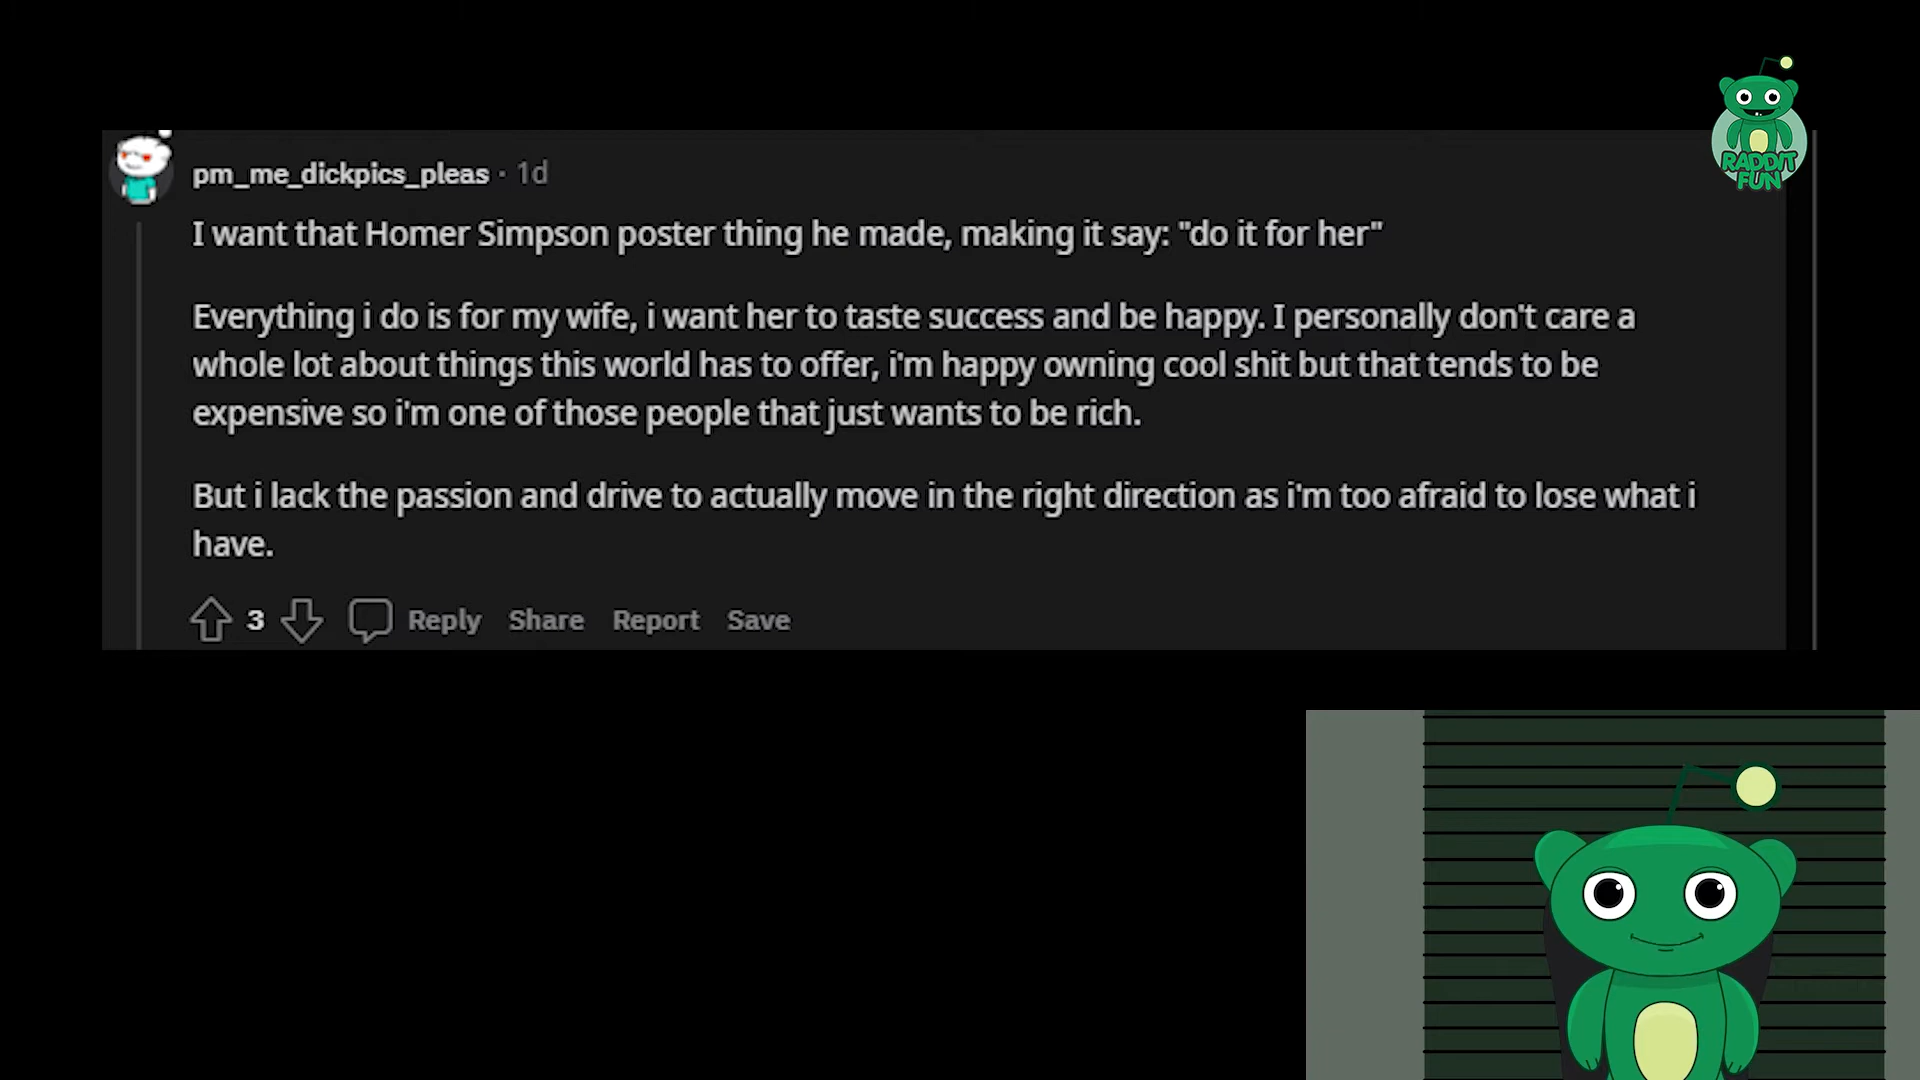 RADDIT
FUN
pm_me_dickpics_pleas · 1d
I want that Homer Simpson poster thing he made, making it say: "do it for her"
Everything i do is for my wife, i want her to taste success and be happy. I personally don't care a
whole lot about things this world has to offer, i'm happy owning cool shit but that tends to be
expensive so i'm one of those people that just wants to be rich.
But i lack the passion and drive to actually move in the right direction as i'm too afraid to lose what i
have.
3 Reply Share Report Save